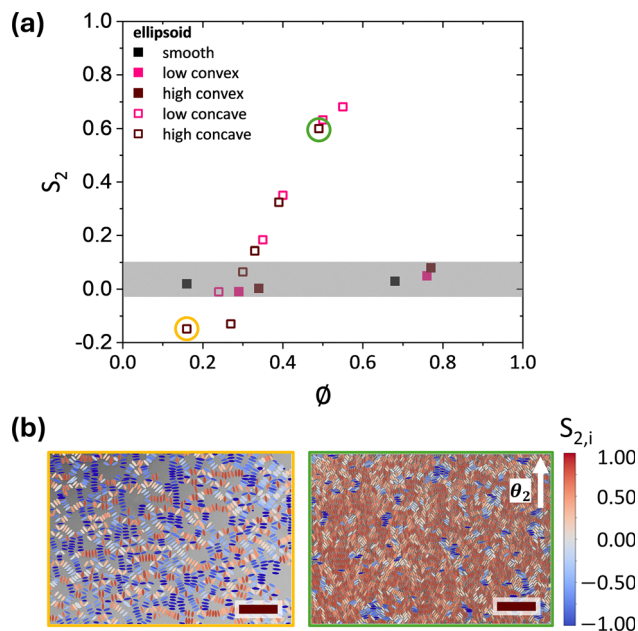 (a)
ellipsoid
smooth
low convex
high convex
low concave
high concave
S₂
1.0
0.8
0.6
0.4
0.2
0.0
-0.2
0.0 0.2 0.4 0.6 0.8 1.0
∅
(b)
θ₂
S₂,ᵢ
1.00
0.50
0.00
−0.50
−1.00